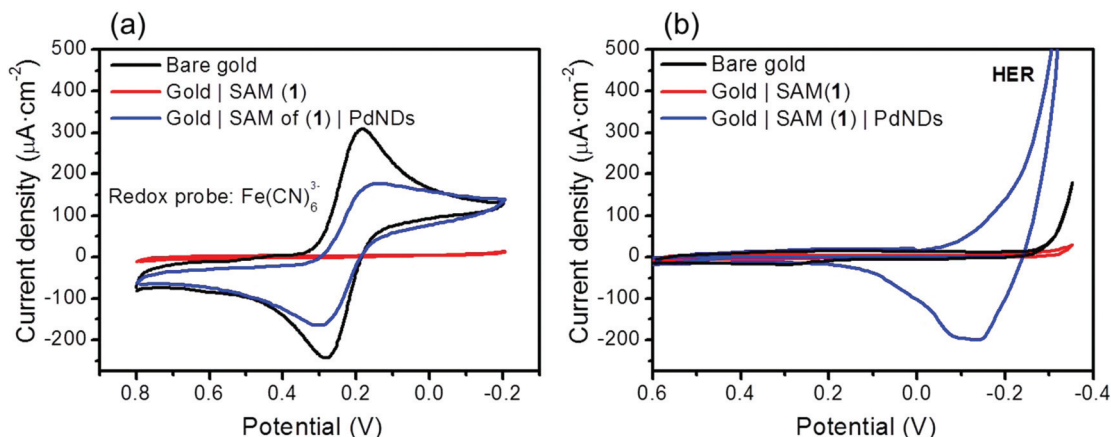 (a)
500
400
300
200
100
0
-100
-200
Current density (μA·cm⁻²)
Bare gold
Gold | SAM (1)
Gold | SAM of (1) | PdNDs
Redox probe: Fe(CN)₆³⁻
0.8 0.6 0.4 0.2 0.0 -0.2
Potential (V)
(b)
500
400
300
200
100
0
-100
-200
Current density (μA·cm⁻²)
Bare gold
Gold | SAM(1)
Gold | SAM (1) | PdNDs
HER
0.6 0.4 0.2 0.0 -0.2 -0.4
Potential (V)